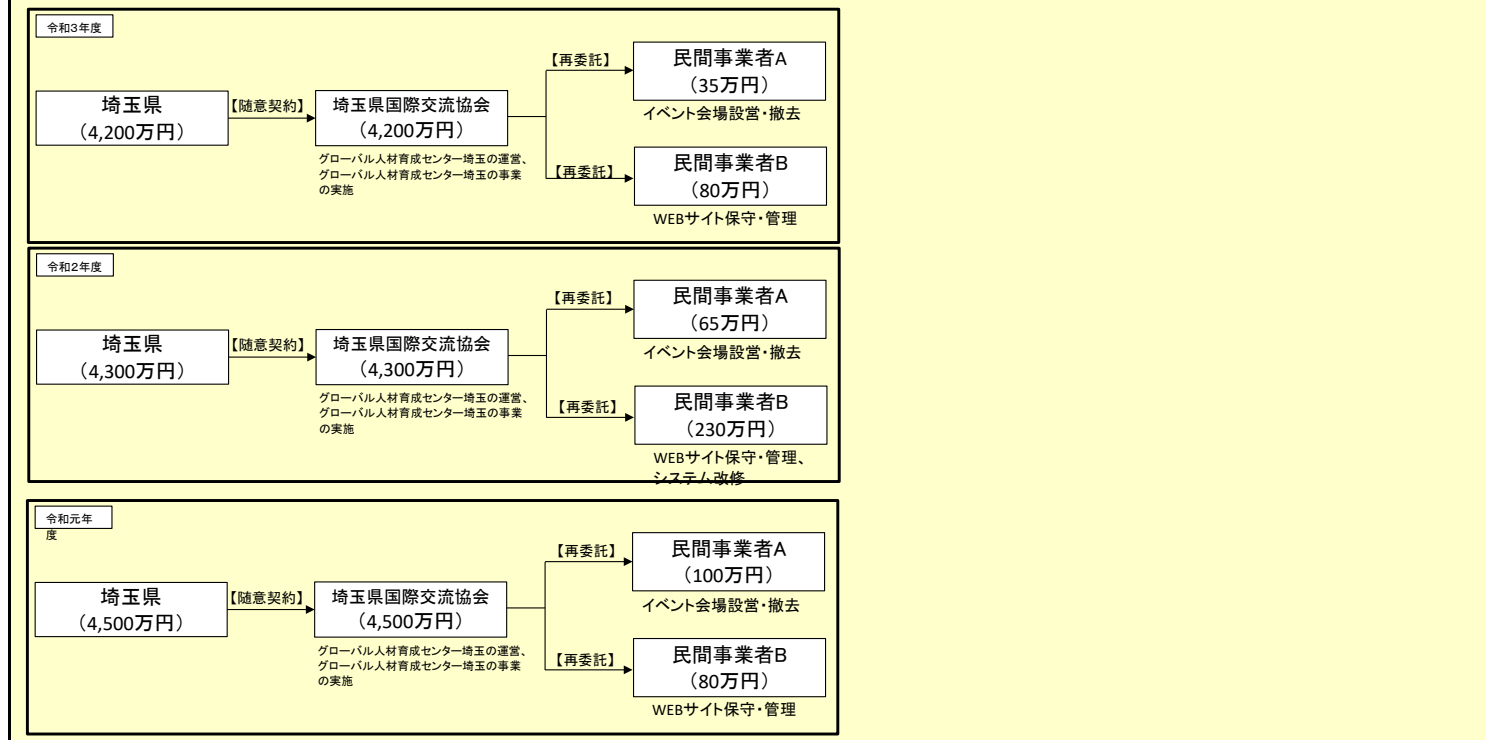 令和3年度
埼玉県
（4,200万円）
【随意契約】
埼玉県国際交流協会
（4,200万円）
グローバル人材育成センター埼玉の運営、
グローバル人材育成センター埼玉の事業
の実施
【再委託】
民間事業者A
（35万円）
イベント会場設営・撤去
【再委託】
民間事業者B
（80万円）
WEBサイト保守・管理
令和2年度
埼玉県
（4,300万円）
【随意契約】
埼玉県国際交流協会
（4,300万円）
グローバル人材育成センター埼玉の運営、
グローバル人材育成センター埼玉の事業
の実施
【再委託】
民間事業者A
（65万円）
イベント会場設営・撤去
【再委託】
民間事業者B
（230万円）
WEBサイト保守・管理、
システム改修
令和元年
度
埼玉県
（4,500万円）
【随意契約】
埼玉県国際交流協会
（4,500万円）
グローバル人材育成センター埼玉の運営、
グローバル人材育成センター埼玉の事業
の実施
【再委託】
民間事業者A
（100万円）
イベント会場設営・撤去
【再委託】
民間事業者B
（80万円）
WEBサイト保守・管理